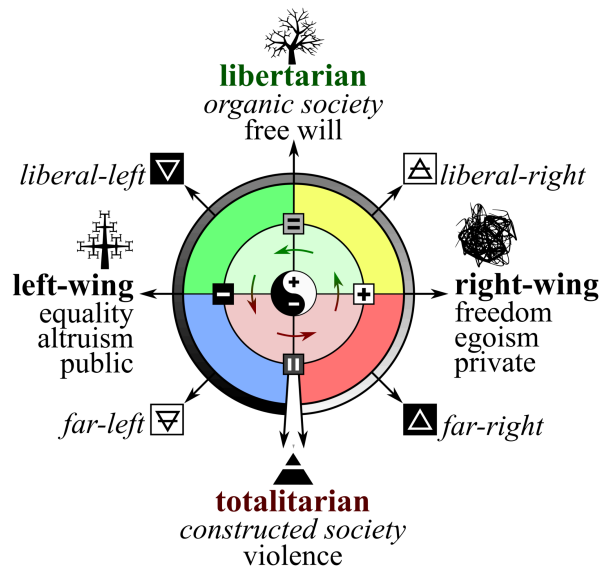 libertarian
organic society
free will
liberal-left
liberal-right
left-wing
equality
altruism
public
right-wing
freedom
egoism
private
far-left
far-right
totalitarian
constructed society
violence